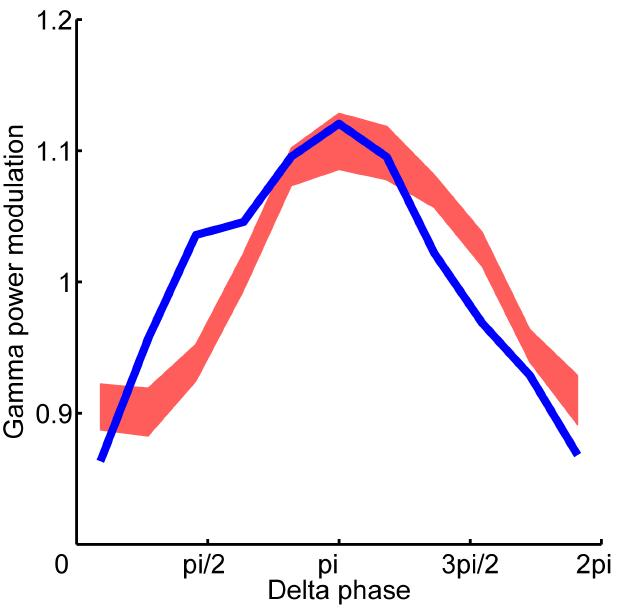 1.2
1.1
1
0.9
Gamma power modulation
0
pi/2
pi
3pi/2
2pi
Delta phase